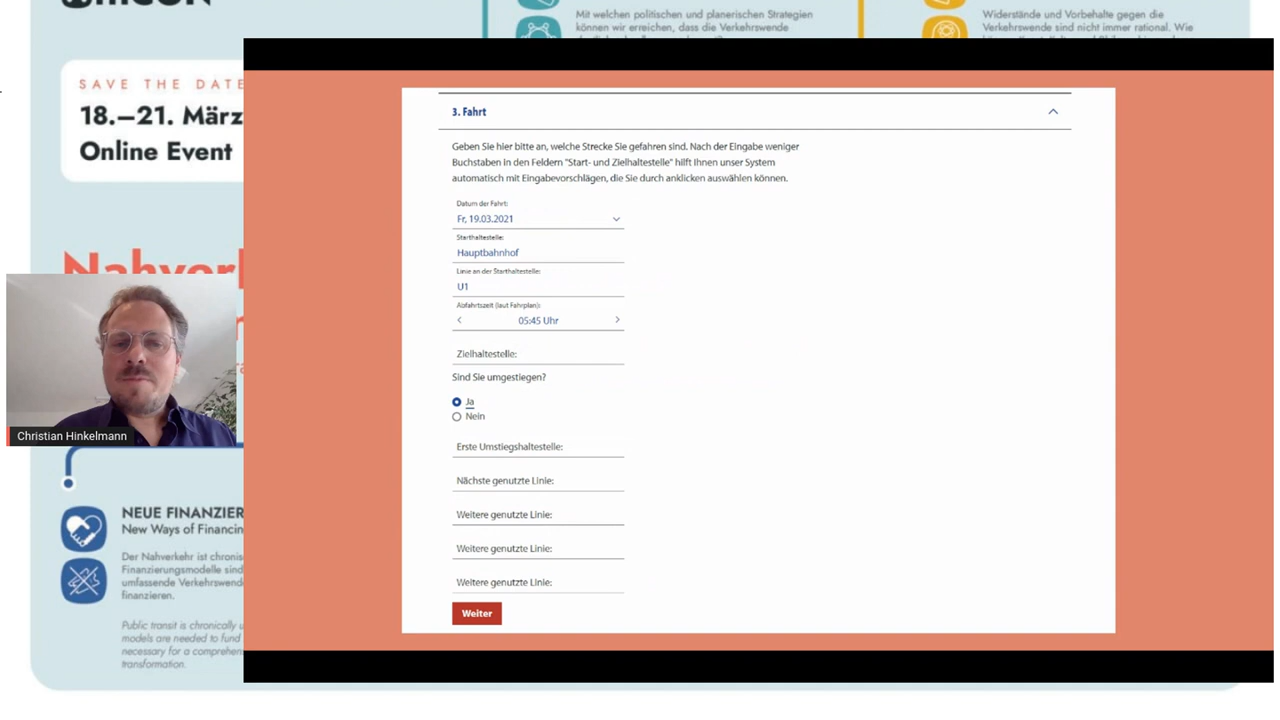 Mit welchen politischen und planerischen Strategien
können wir erreichen, dass die Verkehrswende
Widerstände und Vorbehalte gegen die
Verkehrswende sind nicht immer rational. Wie
SAVE THE DATE
18.–21. März
Online Event
3. Fahrt
Geben Sie hier bitte an, welche Strecke Sie gefahren sind. Nach der Eingabe weniger
Buchstaben in den Feldern "Start- und Zielhaltestelle" hilft Ihnen unser System
automatisch mit Eingabevorschlägen, die Sie durch anklicken auswählen können.
Datum der Fahrt:
Fr, 19.03.2021
Starthaltestelle:
Hauptbahnhof
Linie an der Starthaltestelle:
U1
Abfahrtszeit (laut Fahrplan):
05:45 Uhr
Zielhaltestelle:
Sind Sie umgestiegen?
Ja
Nein
Erste Umstiegshaltestelle:
Nächste genutzte Linie:
Weitere genutzte Linie:
Weitere genutzte Linie:
Weitere genutzte Linie:
Weiter
Christian Hinkelmann
NEUE FINANZIER
New Ways of Financin
Der Nahverkehr ist chronis
Finanzierungsmodelle sind
umfassende Verkehrswend
finanzieren.
Public transit is chronically u
models are needed to fund
necessary for a comprehen
transformation.